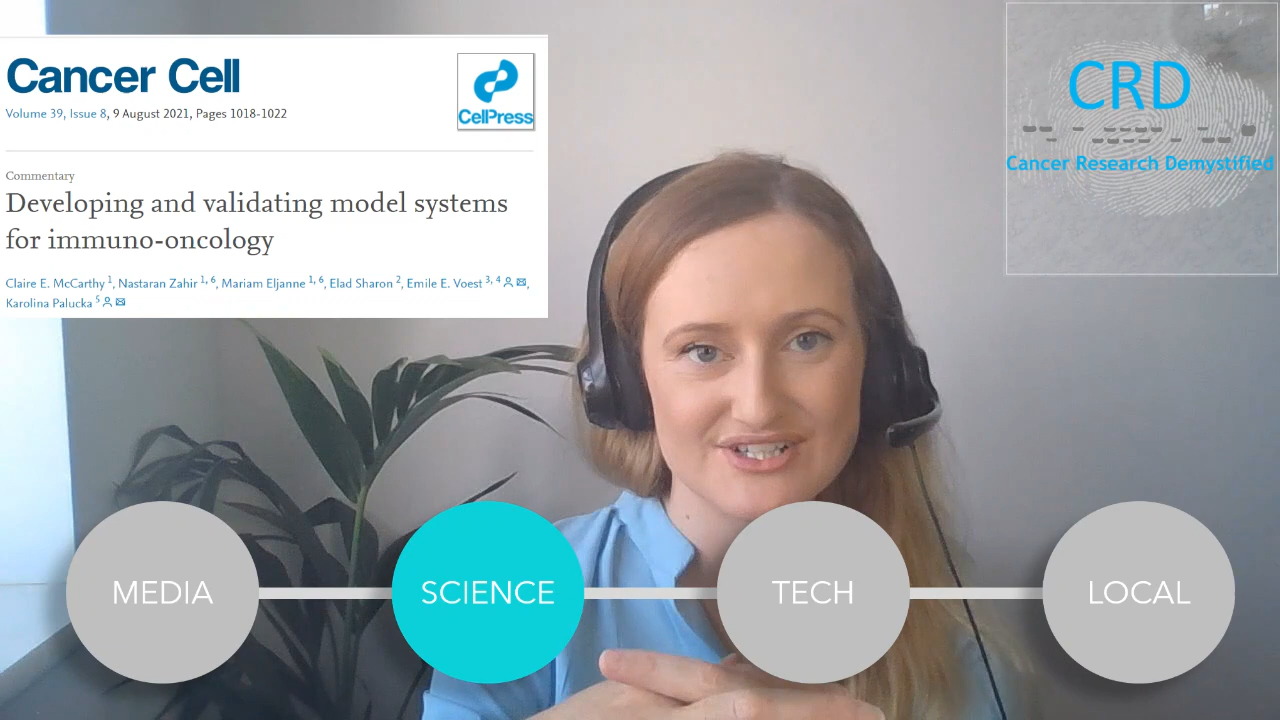 Cancer Cell
Volume 39, Issue 8, 9 August 2021, Pages 1018-1022
CellPress
Commentary
Developing and validating model systems
for immuno-oncology
Claire E. McCarthy 1, Nastaran Zahir 1, 6, Mariam Eljanne 1, 6, Elad Sharon 2, Emile E. Voest 3, 4,
Karolina Palucka 5
CRD
Cancer Research Demystified
MEDIA
SCIENCE
TECH
LOCAL